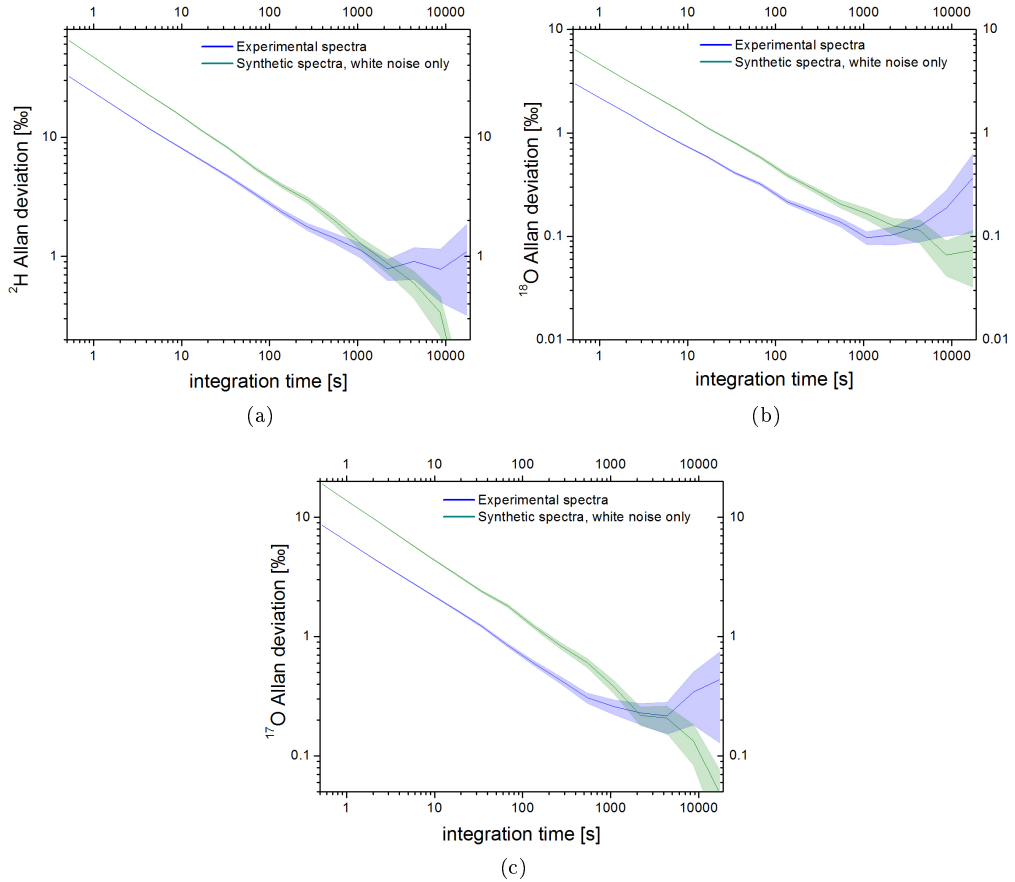 1 10 100 1000 10000
Experimental spectra
Synthetic spectra, white noise only
10
1
10
1
²H Allan deviation [‰]
1 10 100 1000 10000
integration time [s]
(a)
1 10 100 1000 10000
Experimental spectra
Synthetic spectra, white noise only
10
1
0.1
0.01
10
1
0.1
0.01
¹⁸O Allan deviation [‰]
1 10 100 1000 10000
integration time [s]
(b)
1 10 100 1000 10000
Experimental spectra
Synthetic spectra, white noise only
10
1
0.1
10
1
0.1
¹⁷O Allan deviation [‰]
1 10 100 1000 10000
integration time [s]
(c)